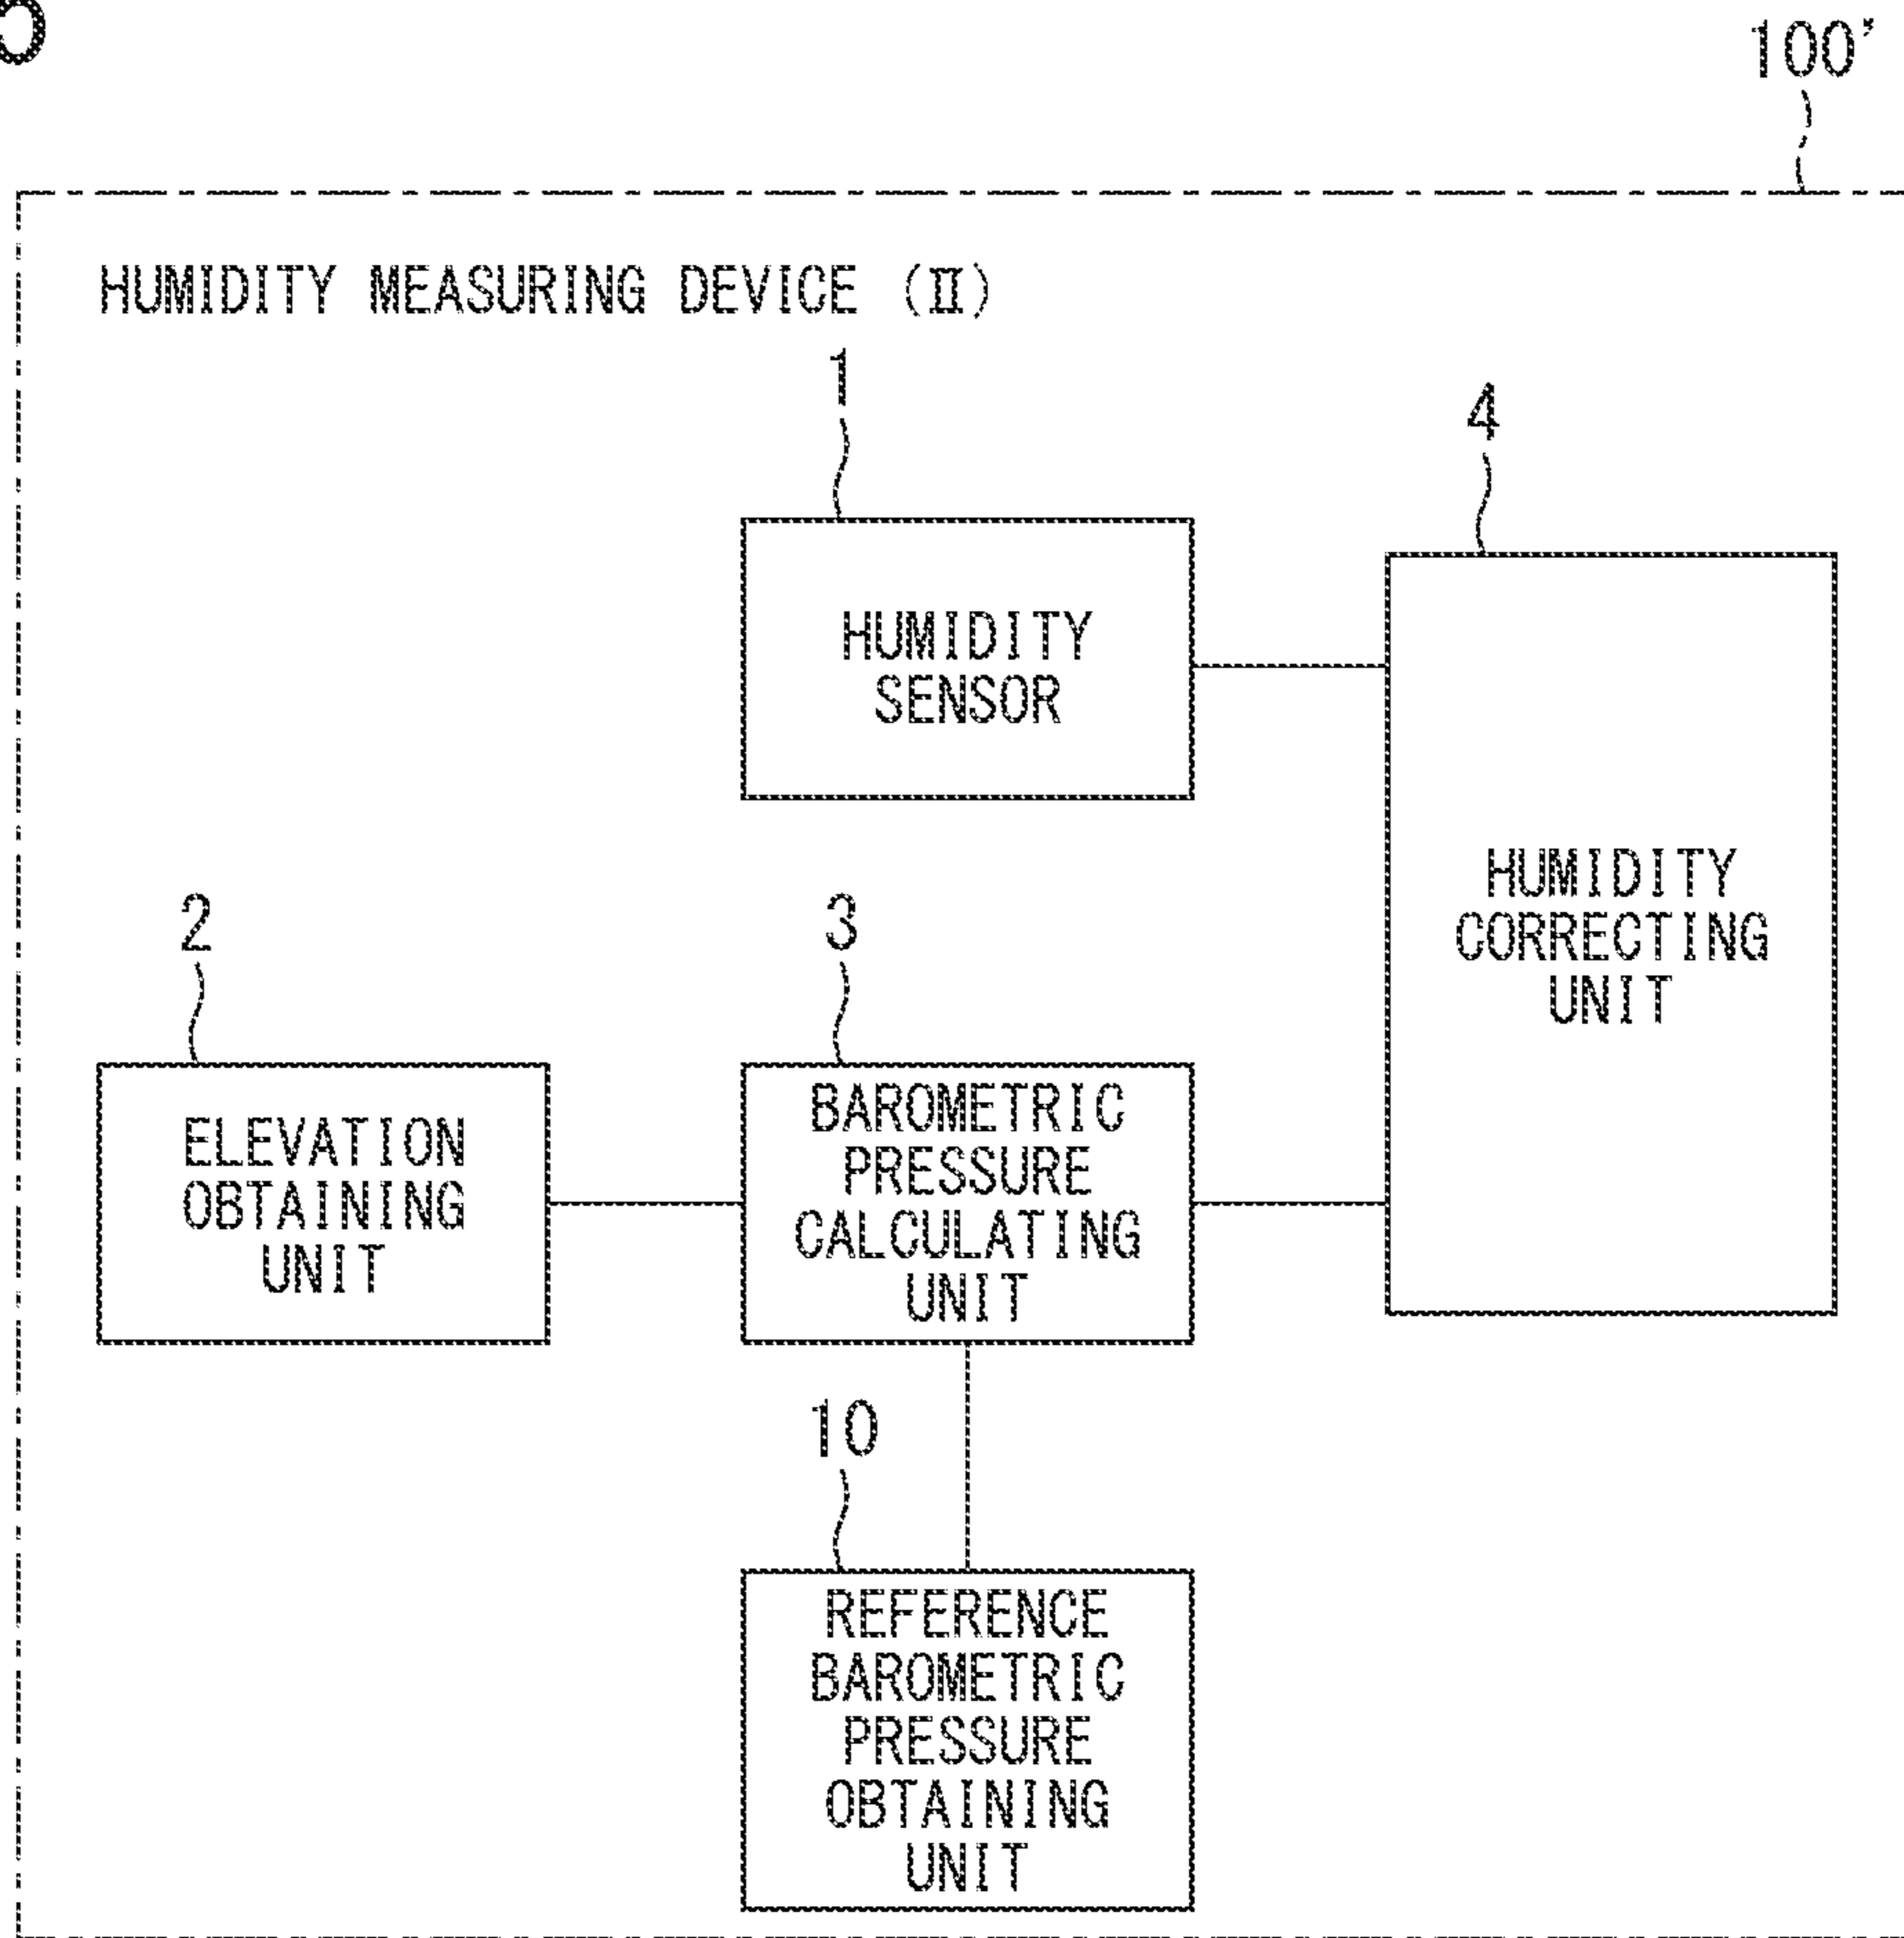 5
100'
HUMIDITY MEASURING DEVICE (II)
1
4
HUMIDITY
SENSOR
HUMIDITY
CORRECTING
UNIT
2
3
ELEVATION
OBTAINING
UNIT
BAROMETRIC
PRESSURE
CALCULATING
UNIT
10
REFERENCE
BAROMETRIC
PRESSURE
OBTAINING
UNIT